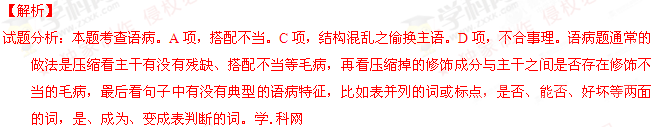 【解析】
试题分析：本题考查语病。A 项，搭配不当。C 项，结构混乱之偷换主语。D 项，不合事理。语病题通常的
做法是压缩看主干有没有残缺、搭配不当等毛病，再看压缩掉的修饰成分与主干之间是否存在修饰不
当的毛病，最后看句子中有没有典型的语病特征，比如表并列的词或标点，是否、能否、好坏等两面
的词，是、成为、变成表判断的词。学.科网